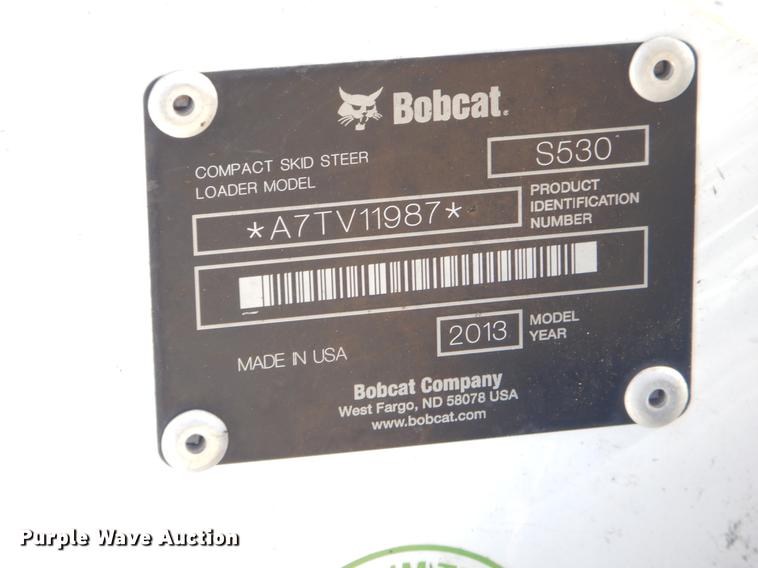 Bobcat.
COMPACT SKID STEER
LOADER MODEL
S530
*A7TV11987*
PRODUCT
IDENTIFICATION
NUMBER
2013
MODEL
YEAR
MADE IN USA
Bobcat Company
West Fargo, ND 58078 USA
www.bobcat.com
Purple Wave Auction